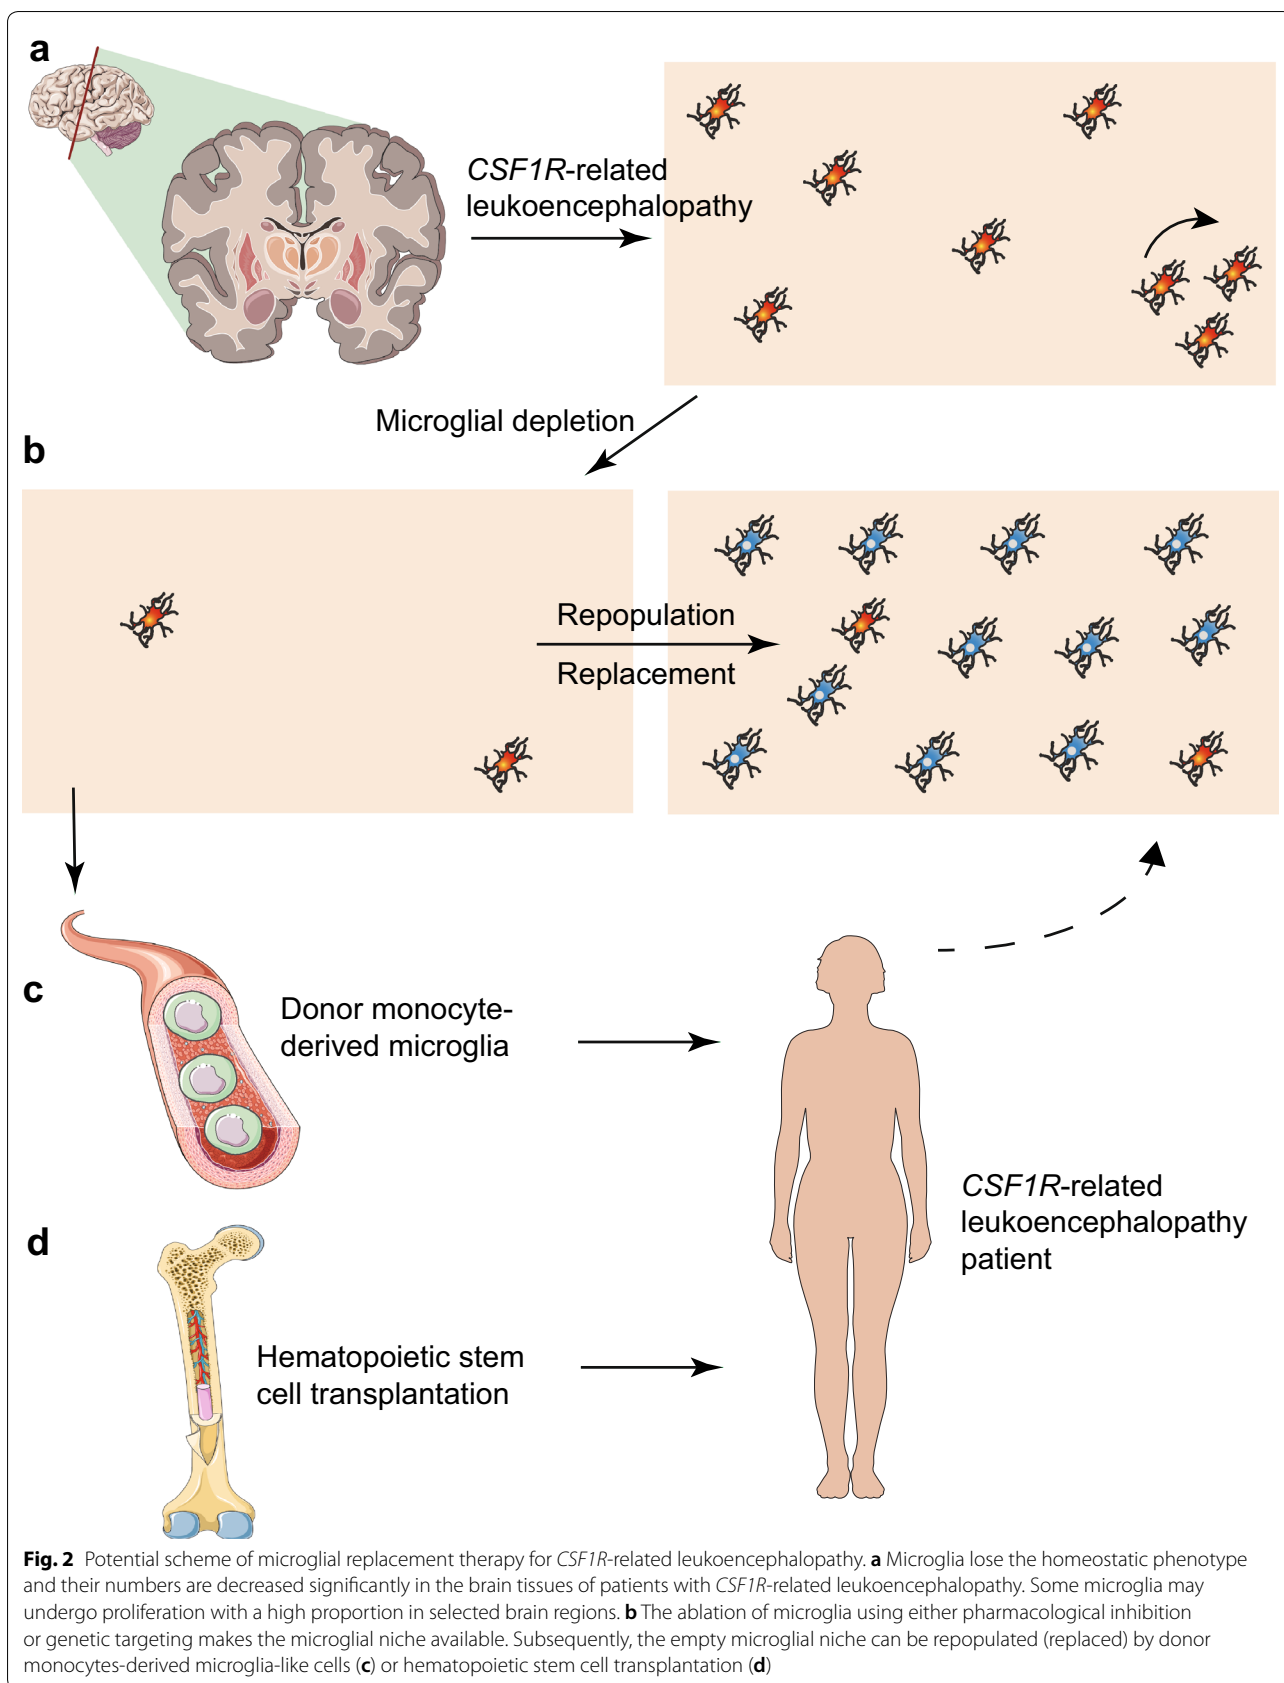 a
CSF1R-related
leukoencephalopathy
Microglial depletion
b
Repopulation
Replacement
c
Donor monocyte-
derived microglia
CSF1R-related
leukoencephalopathy
patient
d
Hematopoietic stem
cell transplantation
Fig. 2 Potential scheme of microglial replacement therapy for CSF1R-related leukoencephalopathy. a Microglia lose the homeostatic phenotype
and their numbers are decreased significantly in the brain tissues of patients with CSF1R-related leukoencephalopathy. Some microglia may
undergo proliferation with a high proportion in selected brain regions. b The ablation of microglia using either pharmacological inhibition
or genetic targeting makes the microglial niche available. Subsequently, the empty microglial niche can be repopulated (replaced) by donor
monocytes-derived microglia-like cells (c) or hematopoietic stem cell transplantation (d)